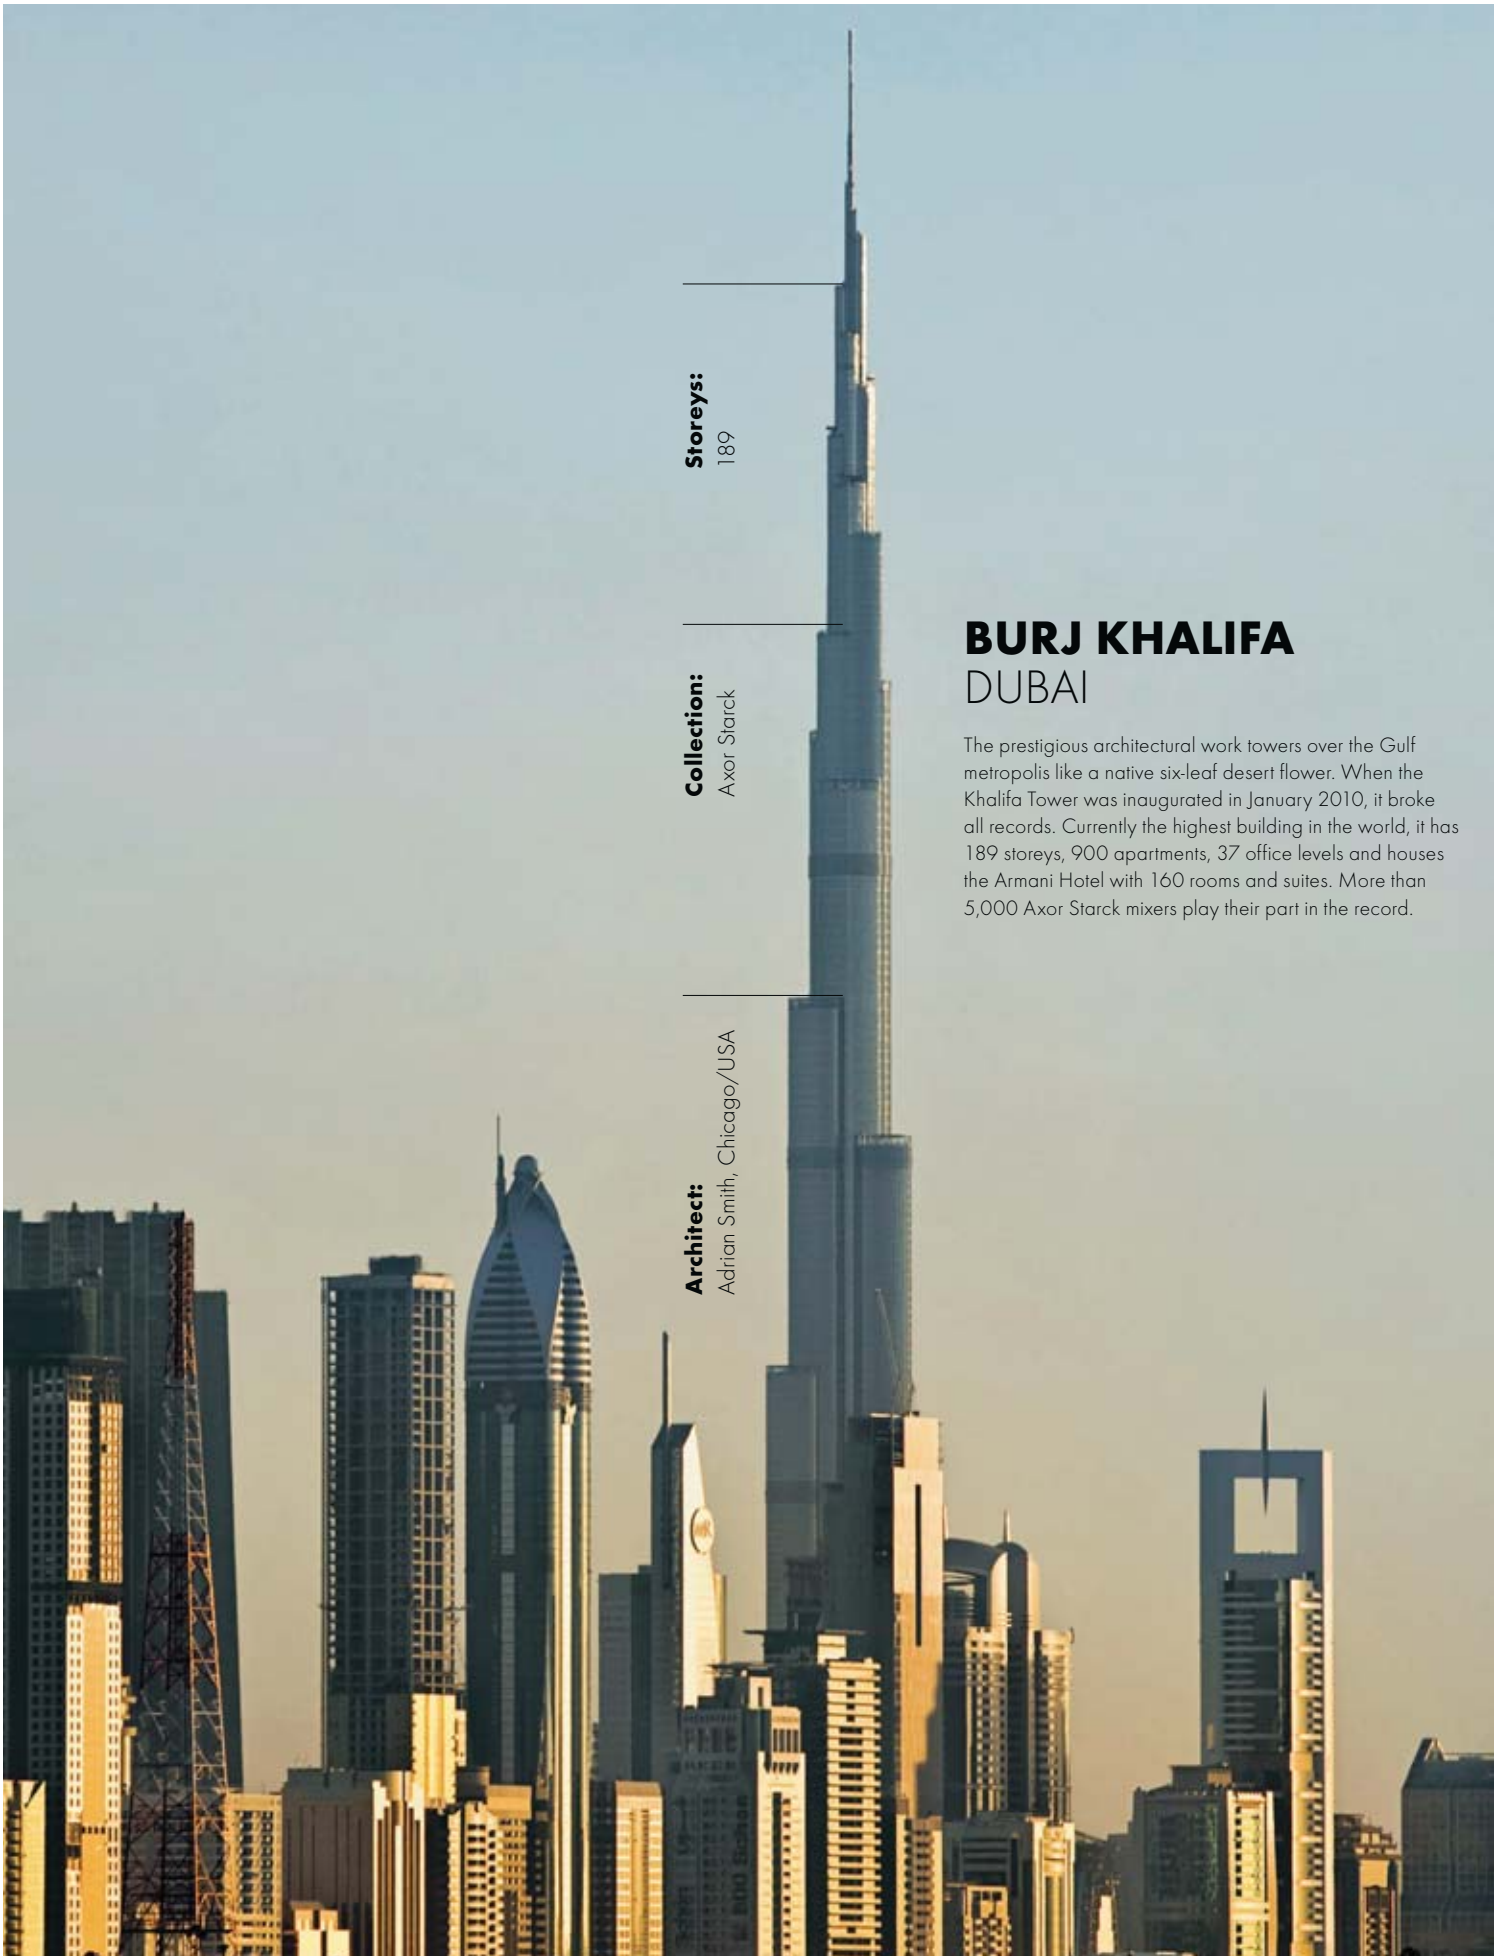 Storeys:
189
Collection:
Axor Starck
Architect:
Adrian Smith, Chicago/USA
BURJ KHALIFA
DUBAI
The prestigious architectural work towers over the Gulf
metropolis like a native six-leaf desert flower. When the
Khalifa Tower was inaugurated in January 2010, it broke
all records. Currently the highest building in the world, it has
189 storeys, 900 apartments, 37 office levels and houses
the Armani Hotel with 160 rooms and suites. More than
5,000 Axor Starck mixers play their part in the record.